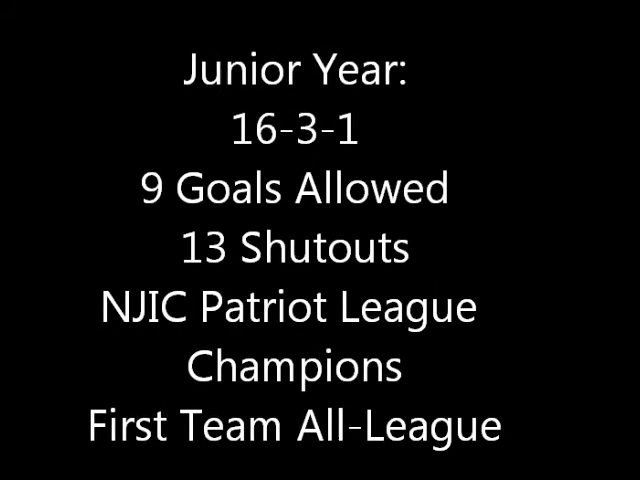 Junior Year:
16-3-1
9 Goals Allowed
13 Shutouts
NJIC Patriot League
Champions
First Team All-League